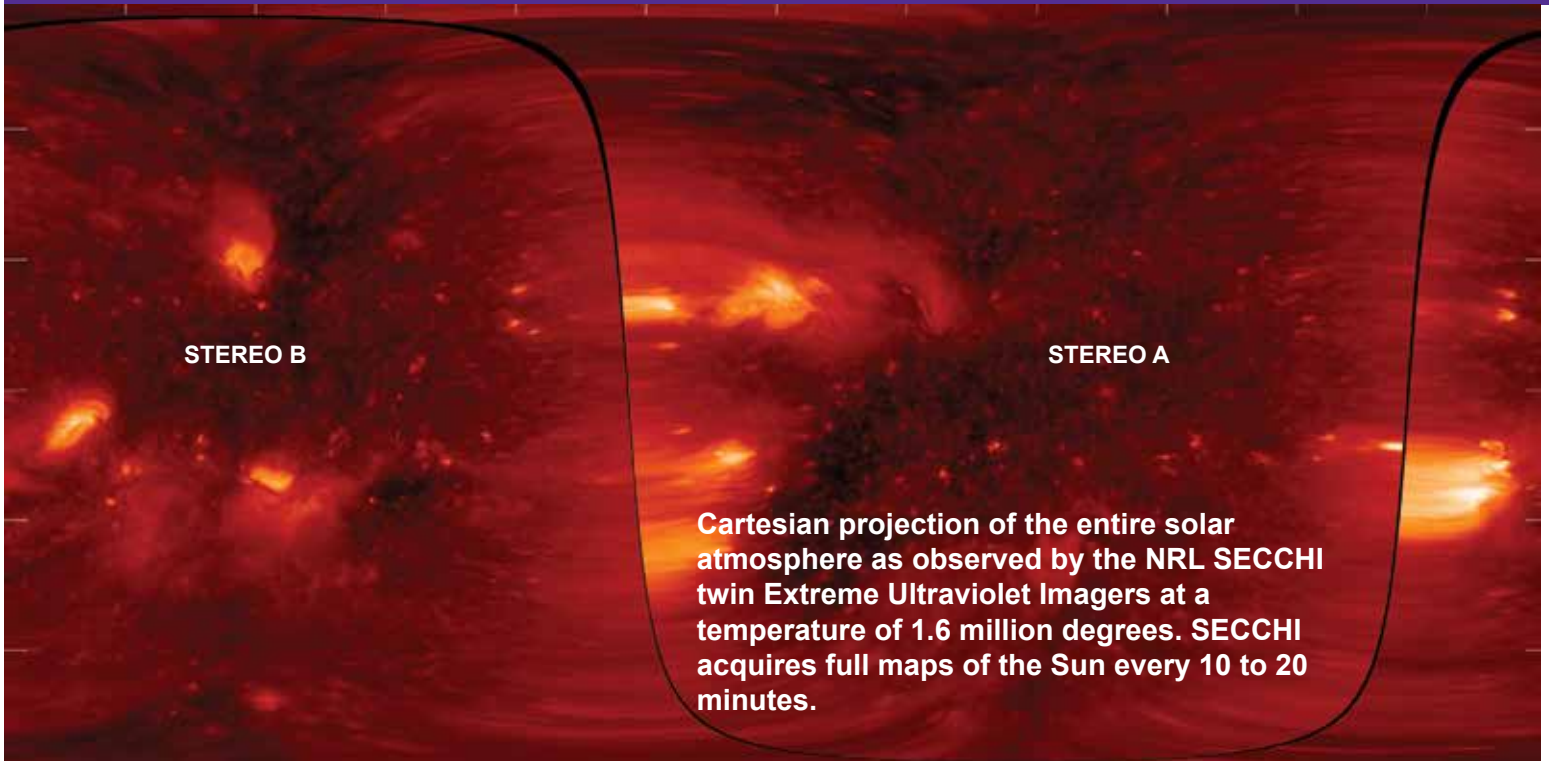 STEREO B
STEREO A
Cartesian projection of the entire solar
atmosphere as observed by the NRL SECCHI
twin Extreme Ultraviolet Imagers at a
temperature of 1.6 million degrees. SECCHI
acquires full maps of the Sun every 10 to 20
minutes.